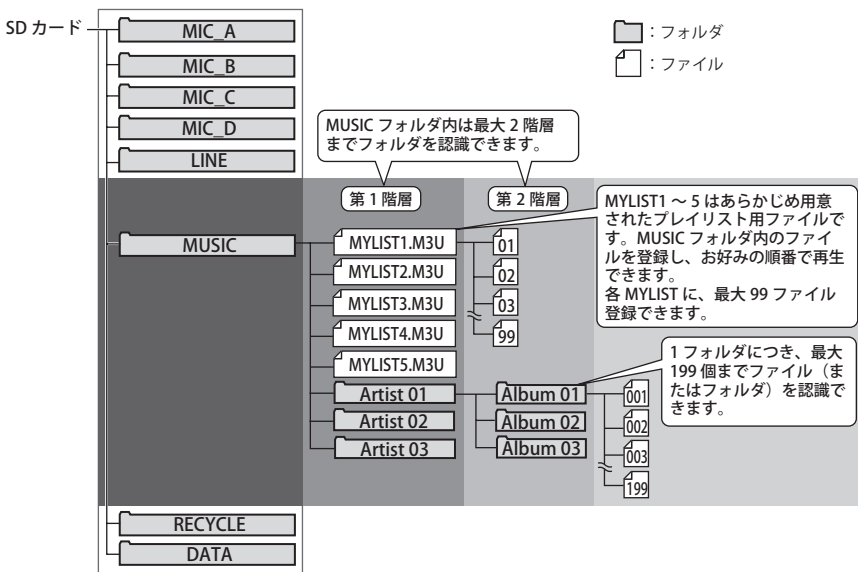 SD カード
MIC_A
MIC_B
MIC_C
MIC_D
LINE
:フォルダ
:ファイル
MUSIC フォルダ内は最大 2 階層
までフォルダを認識できます。
第 1 階層
第 2 階層
MUSIC
MYLIST1.M3U
MYLIST2.M3U
MYLIST3.M3U
MYLIST4.M3U
MYLIST5.M3U
Artist 01
Artist 02
Artist 03
01
02
03
99
MYLIST1 ～ 5 はあらかじめ用意
されたプレイリスト用ファイルで
す。MUSIC フォルダ内のファイ
ルを登録し、お好みの順番で再生
できます。
各 MYLIST に、最大 99 ファイル
登録できます。
Album 01
Album 02
Album 03
1 フォルダにつき、最大
199 個までファイル（ま
たはフォルダ）を認識で
きます。
001
002
003
199
RECYCLE
DATA